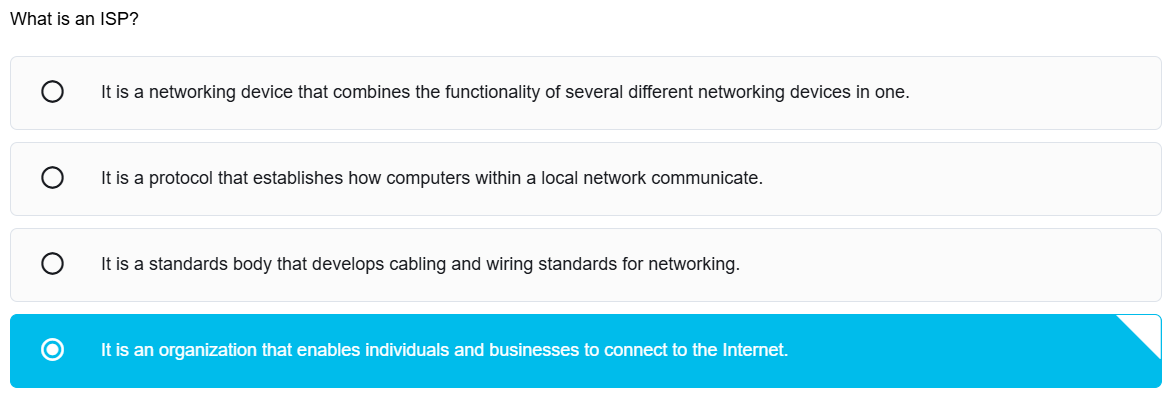 What is an ISP?
It is a networking device that combines the functionality of several different networking devices in one.
It is a protocol that establishes how computers within a local network communicate.
It is a standards body that develops cabling and wiring standards for networking.
It is an organization that enables individuals and businesses to connect to the Internet.